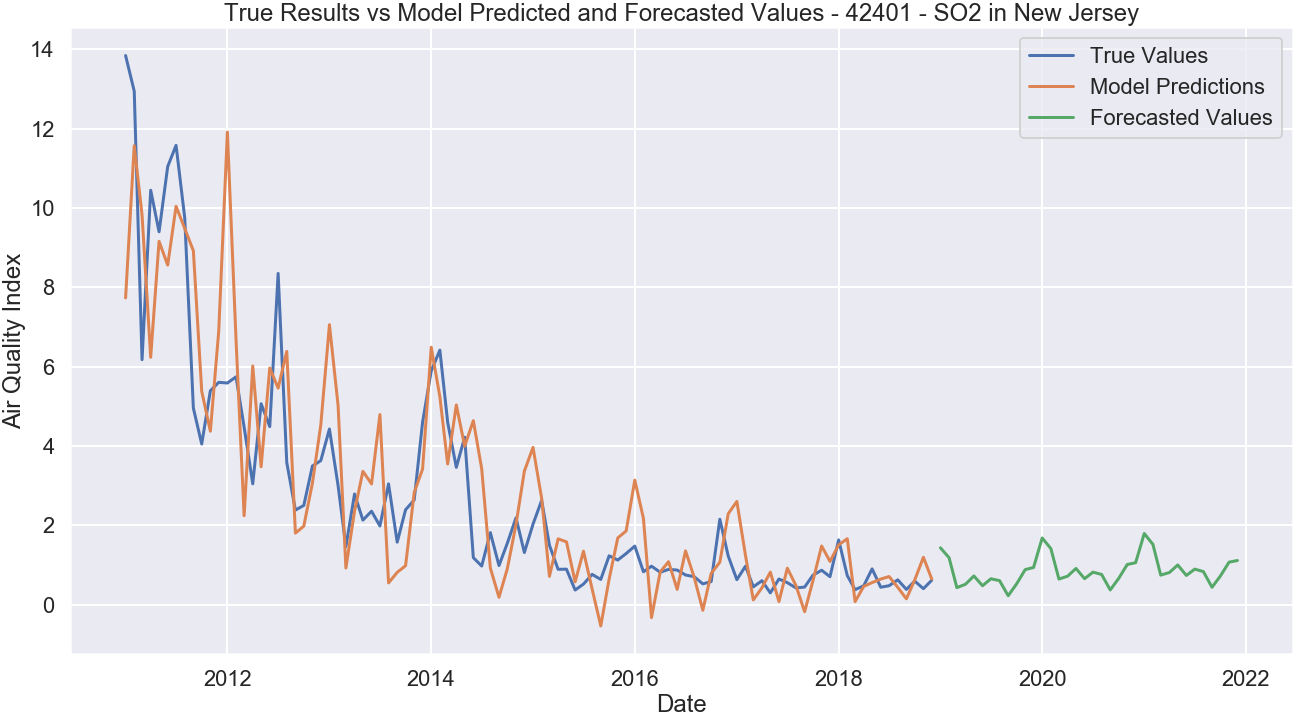 True Results vs Model Predicted and Forecasted Values - 42401 - SO2 in New Jersey
True Values
Model Predictions
Forecasted Values
Air Quality Index
14
12
10
8
6
4
2
0
2012
2014
2016
2018
2020
2022
Date